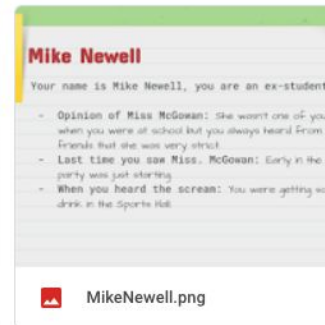 Mike Newell
Your name is Mike Newell, you are an ex-student
- Opinion of Miss McGowan: She wasn't one of you
when you were at school but you always heard from
friends that she was very strict.
- Last time you saw Miss. McGowan: Early in the
party was just starting.
- When you heard the scream: You were getting so
drink in the Sports Hall.
MikeNewell.png